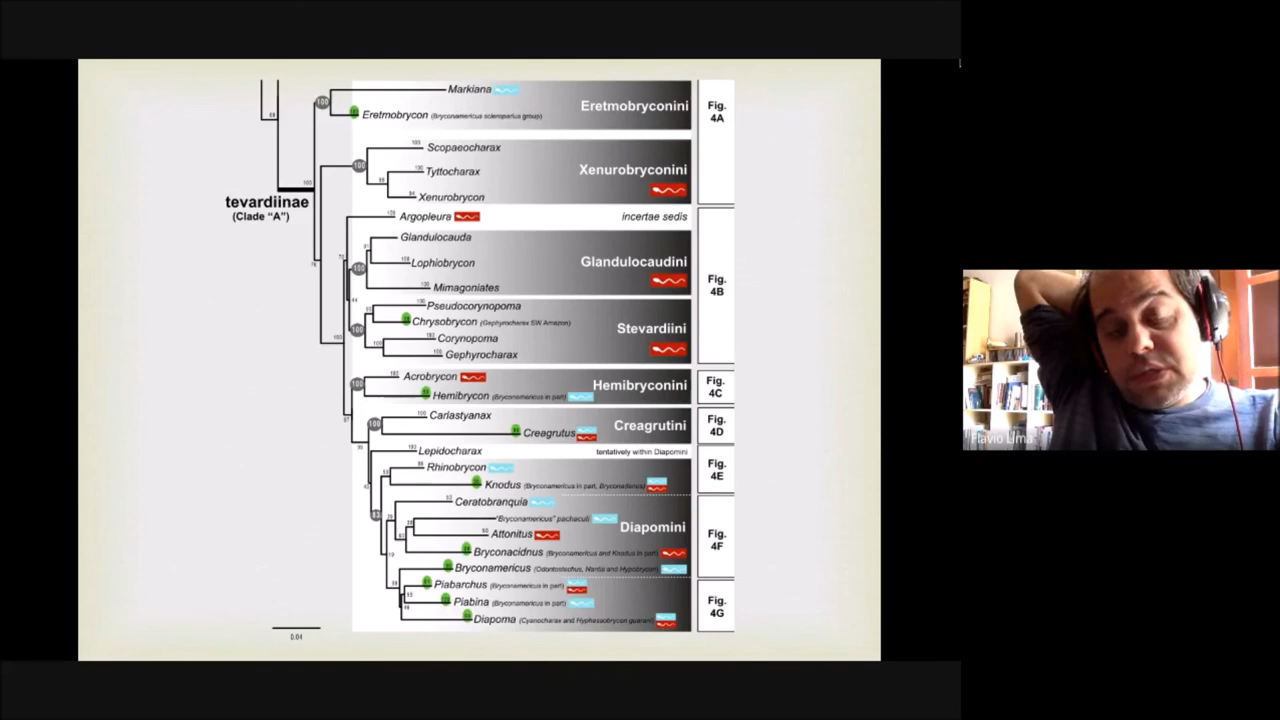 Markiana
Eretmobryconini
Fig.
4A
Eretmobrycon (Bryconamericus scleroparius group)
Scopaeocharax
Xenurobryconini
Tyttocharax
Xenurobrycon
tevardiinae
(Clade "A")
Argopleura
incertae sedis
Glandulocauda
Lophiobrycon
Glandulocaudini
Mimagoniates
Fig.
4B
Pseudocorynopoma
Chrysobrycon (Gephyrocharax SW Amazon)
Stevardiini
Corynopoma
Gephyrocharax
Acrobrycon
Hemibryconini
Hemibrycon (Bryconamericus in part)
Fig.
4C
Carlastyanax
Creagrutini
Creagrutus
Fig.
4D
Lepidocharax
tentatively within Diapomini
Rhinobrycon
Knodus (Bryconamericus in part, Bryconadenos)
Fig.
4E
Ceratobranquia
"Bryconamericus" pachacuti
Diapomini
Attonitus
Bryconacidnus (Bryconamericus and Knodus in part)
Bryconamericus (Odontostoechus, Nantis and Hypobrycon)
Fig.
4F
Piabarchus (Bryconamericus in part)
Piabina (Bryconamericus in part)
Diapoma (Cyanocharax and Hyphessobrycon guarani)
Fig.
4G
0.04
Flávio Lima